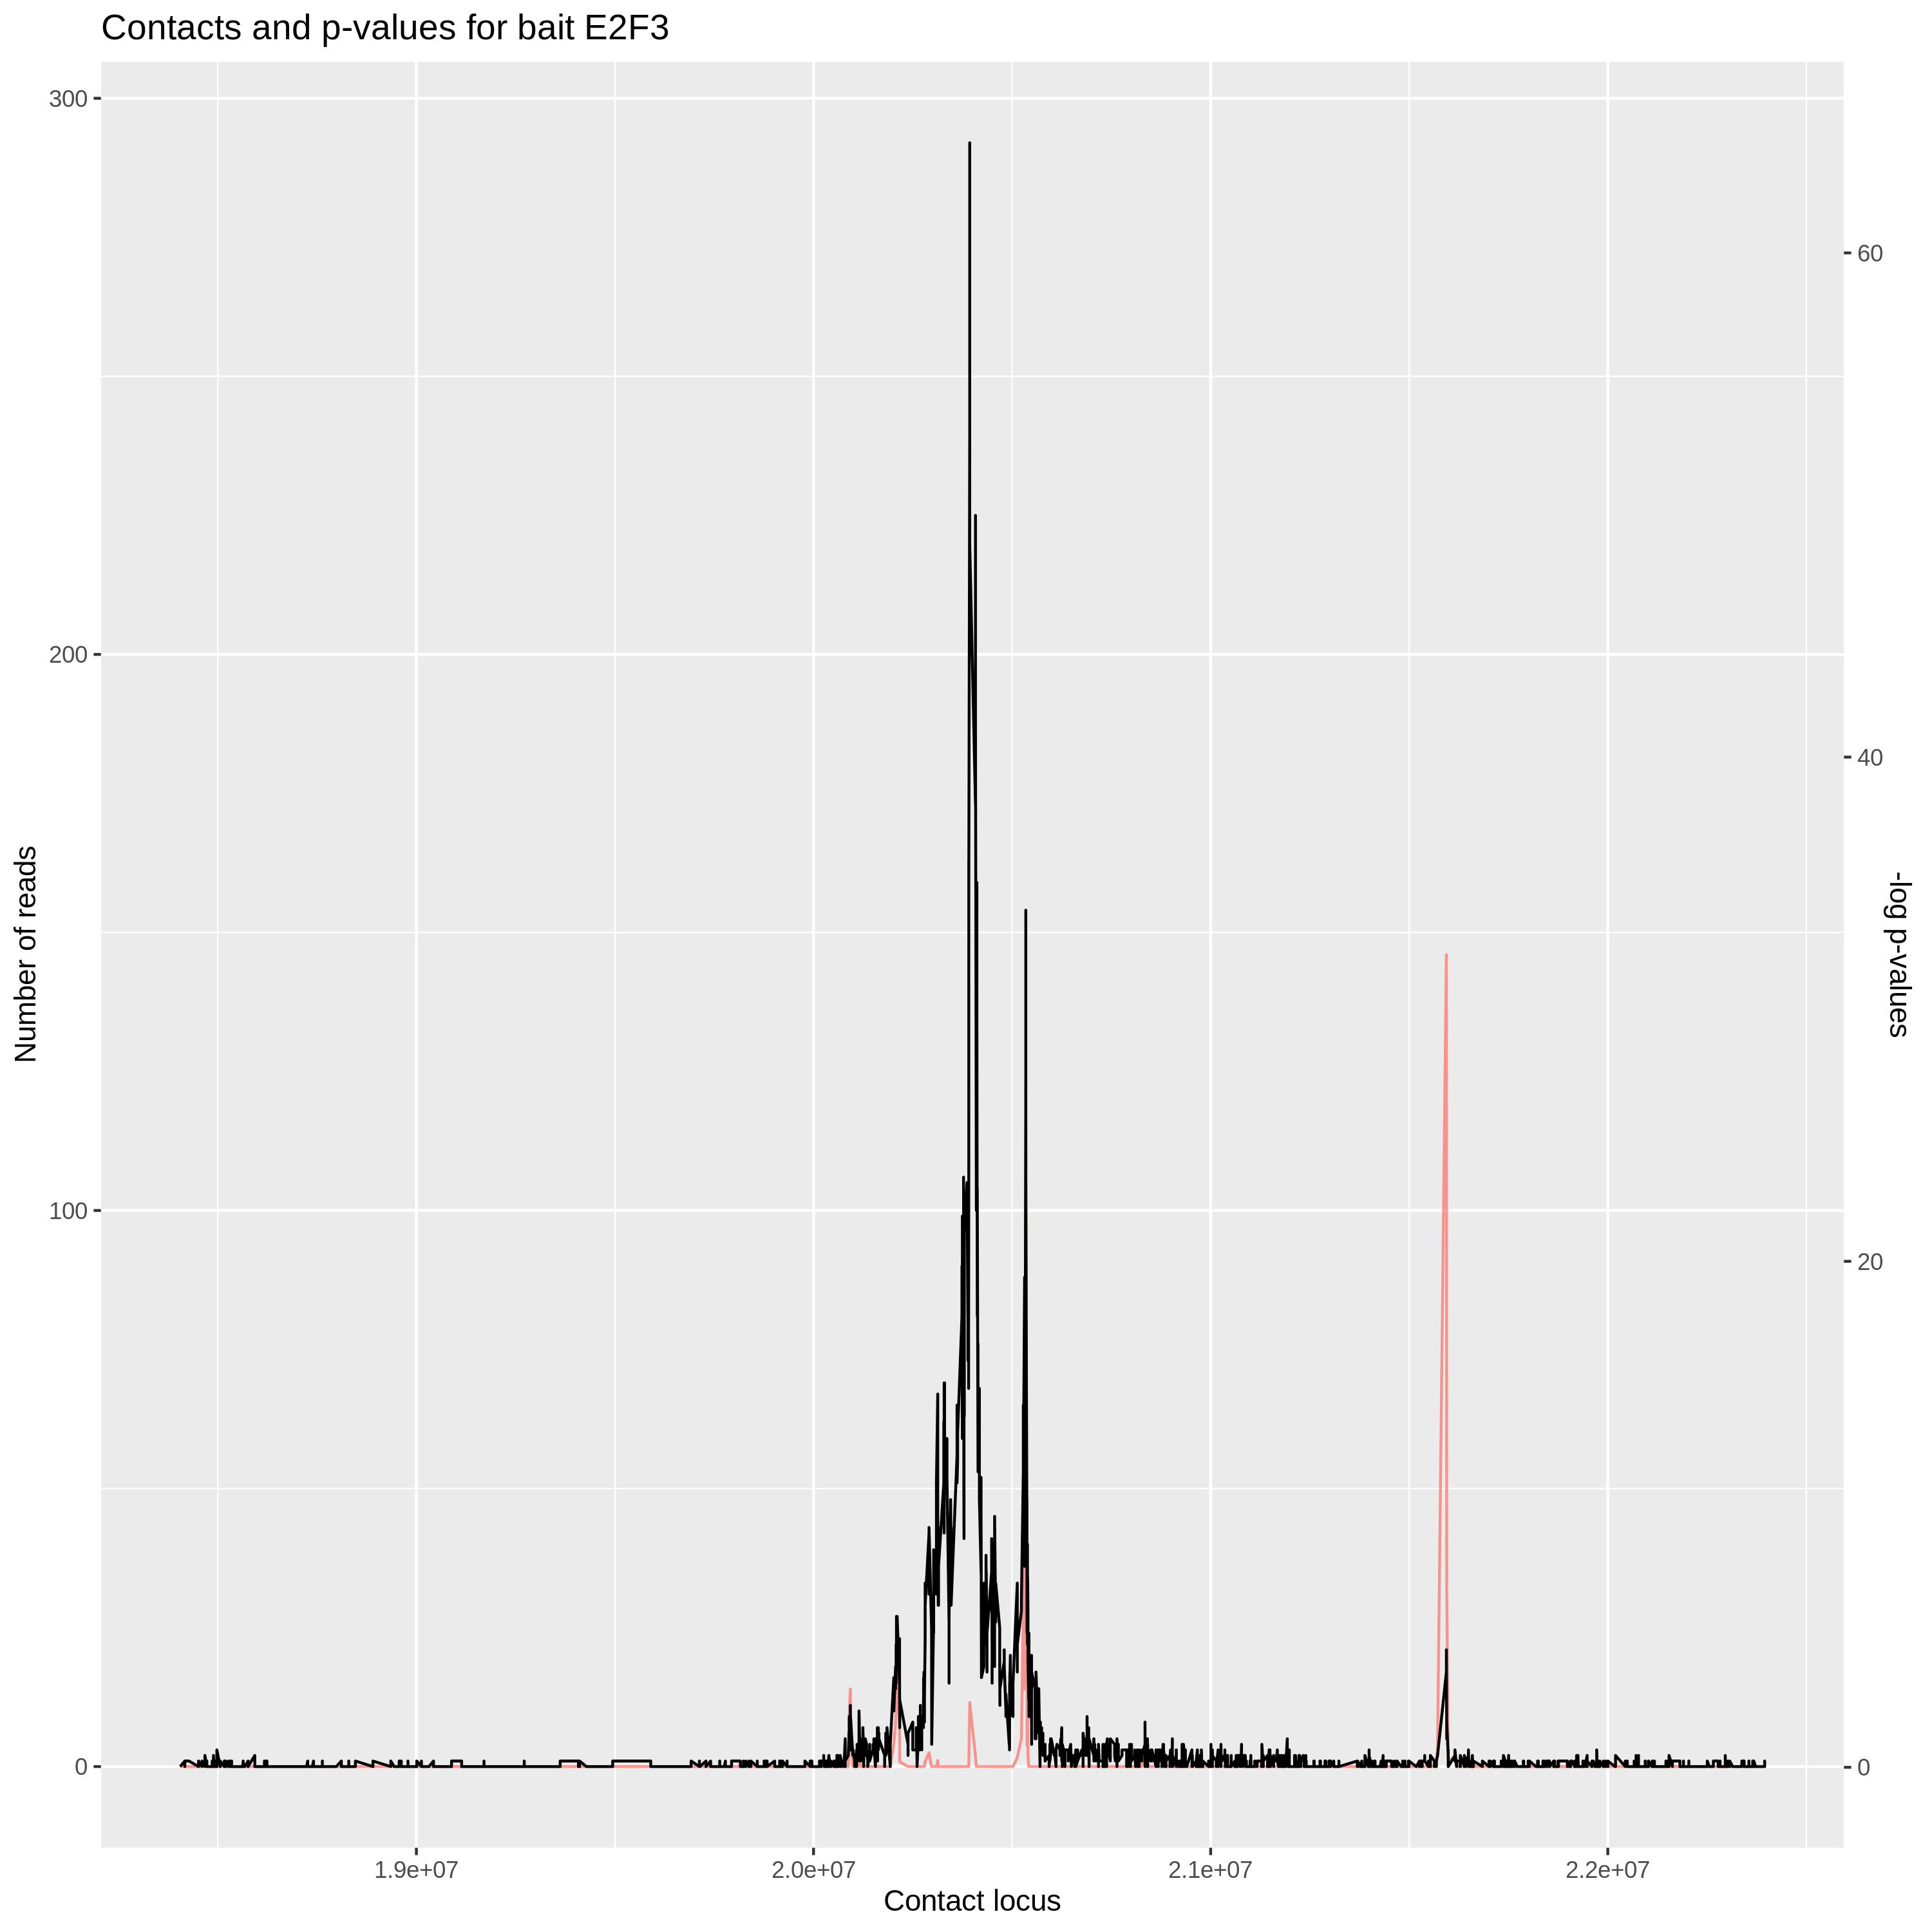 Contacts and p-values for bait E2F3
300
200
100
0
Number of reads
60
40
20
0
-log p-values
1.9e+07 2.0e+07 2.1e+07 2.2e+07
Contact locus